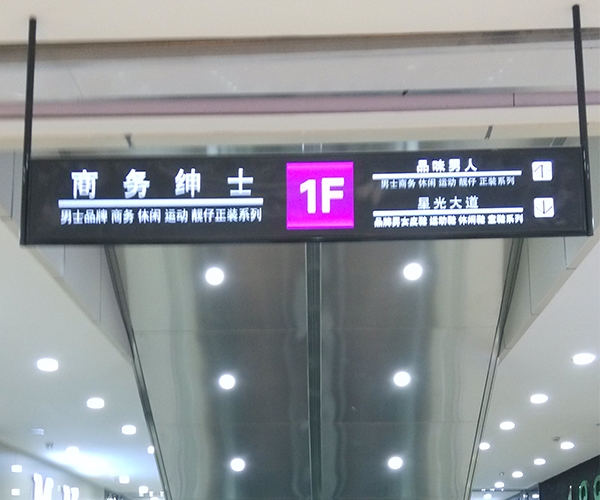 商务绅士
男士品牌 商务 休闲 运动 靓仔正装系列
1F
品味男人
男士商务 休闲 运动 靓仔 正装系列
星光大道
品牌男女皮鞋 运动鞋 休闲鞋 童鞋系列